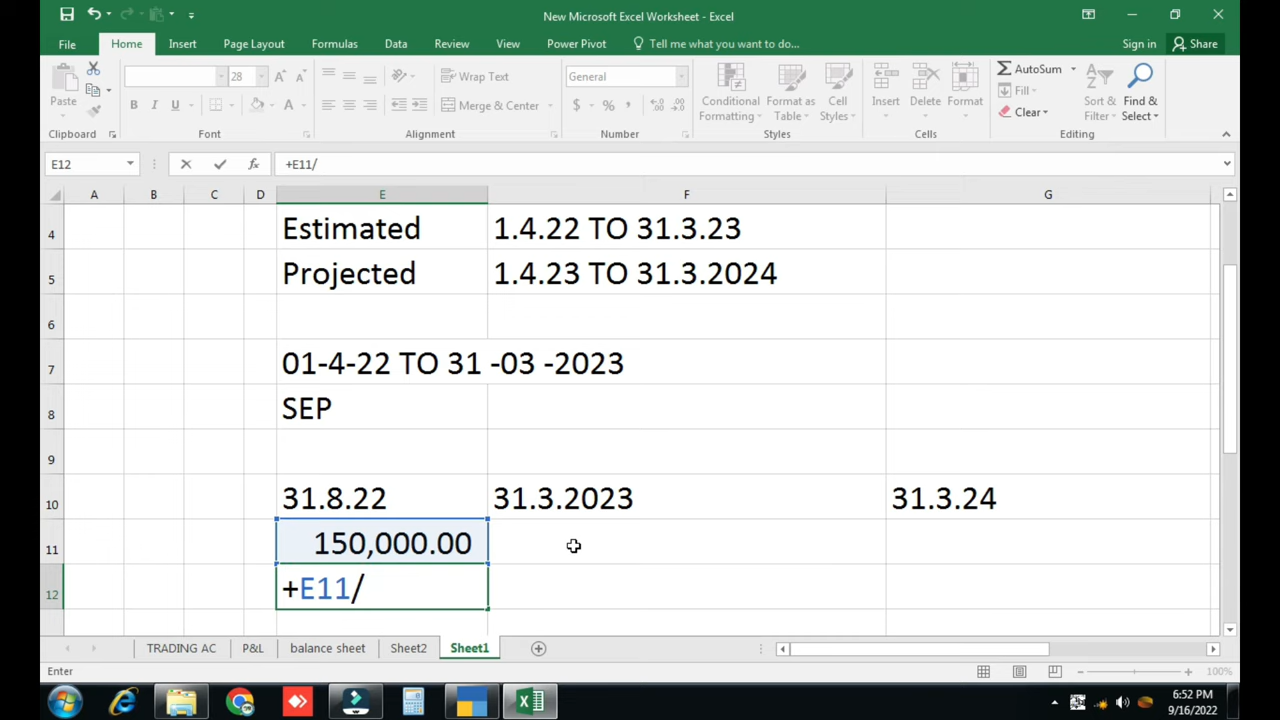 New Microsoft Excel Worksheet - Excel
File Home Insert Page Layout Formulas Data Review View Power Pivot Tell me what you want to do... Sign in Share
Paste
Clipboard
28
B I U A
Font
Wrap Text
Merge & Center
Alignment
General
$ % ,
Number
Conditional Formatting
Format as Table
Cell Styles
Styles
Insert
Delete
Format
Cells
AutoSum
Fill
Clear
Sort & Filter
Find & Select
Editing
E12 fx +E11/
A B C D E F G
4 Estimated 1.4.22 TO 31.3.23
5 Projected 1.4.23 TO 31.3.2024
6
7 01-4-22 TO 31 -03 -2023
8 SEP
9
10 31.8.22 31.3.2023 31.3.24
11 150,000.00
12 +E11/
TRADING AC P&L balance sheet Sheet2 Sheet1
Enter 100%
6:52 PM
9/16/2022